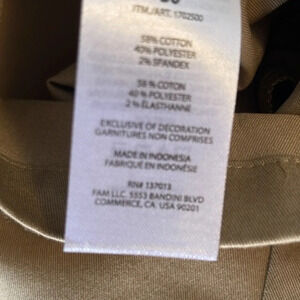 ITM./ART. 1702500
58% COTTON
40% POLYESTER
2% SPANDEX
58 % COTON
40 % POLYESTER
2 % ÉLASTHANNE
EXCLUSIVE OF DECORATION
GARNITURES NON COMPRISES
MADE IN INDONESIA
FABRIQUÉ EN INDONÉSIE
RN# 137013
FAM LLC. 5553 BANDINI BLVD
COMMERCE, CA. USA 90201